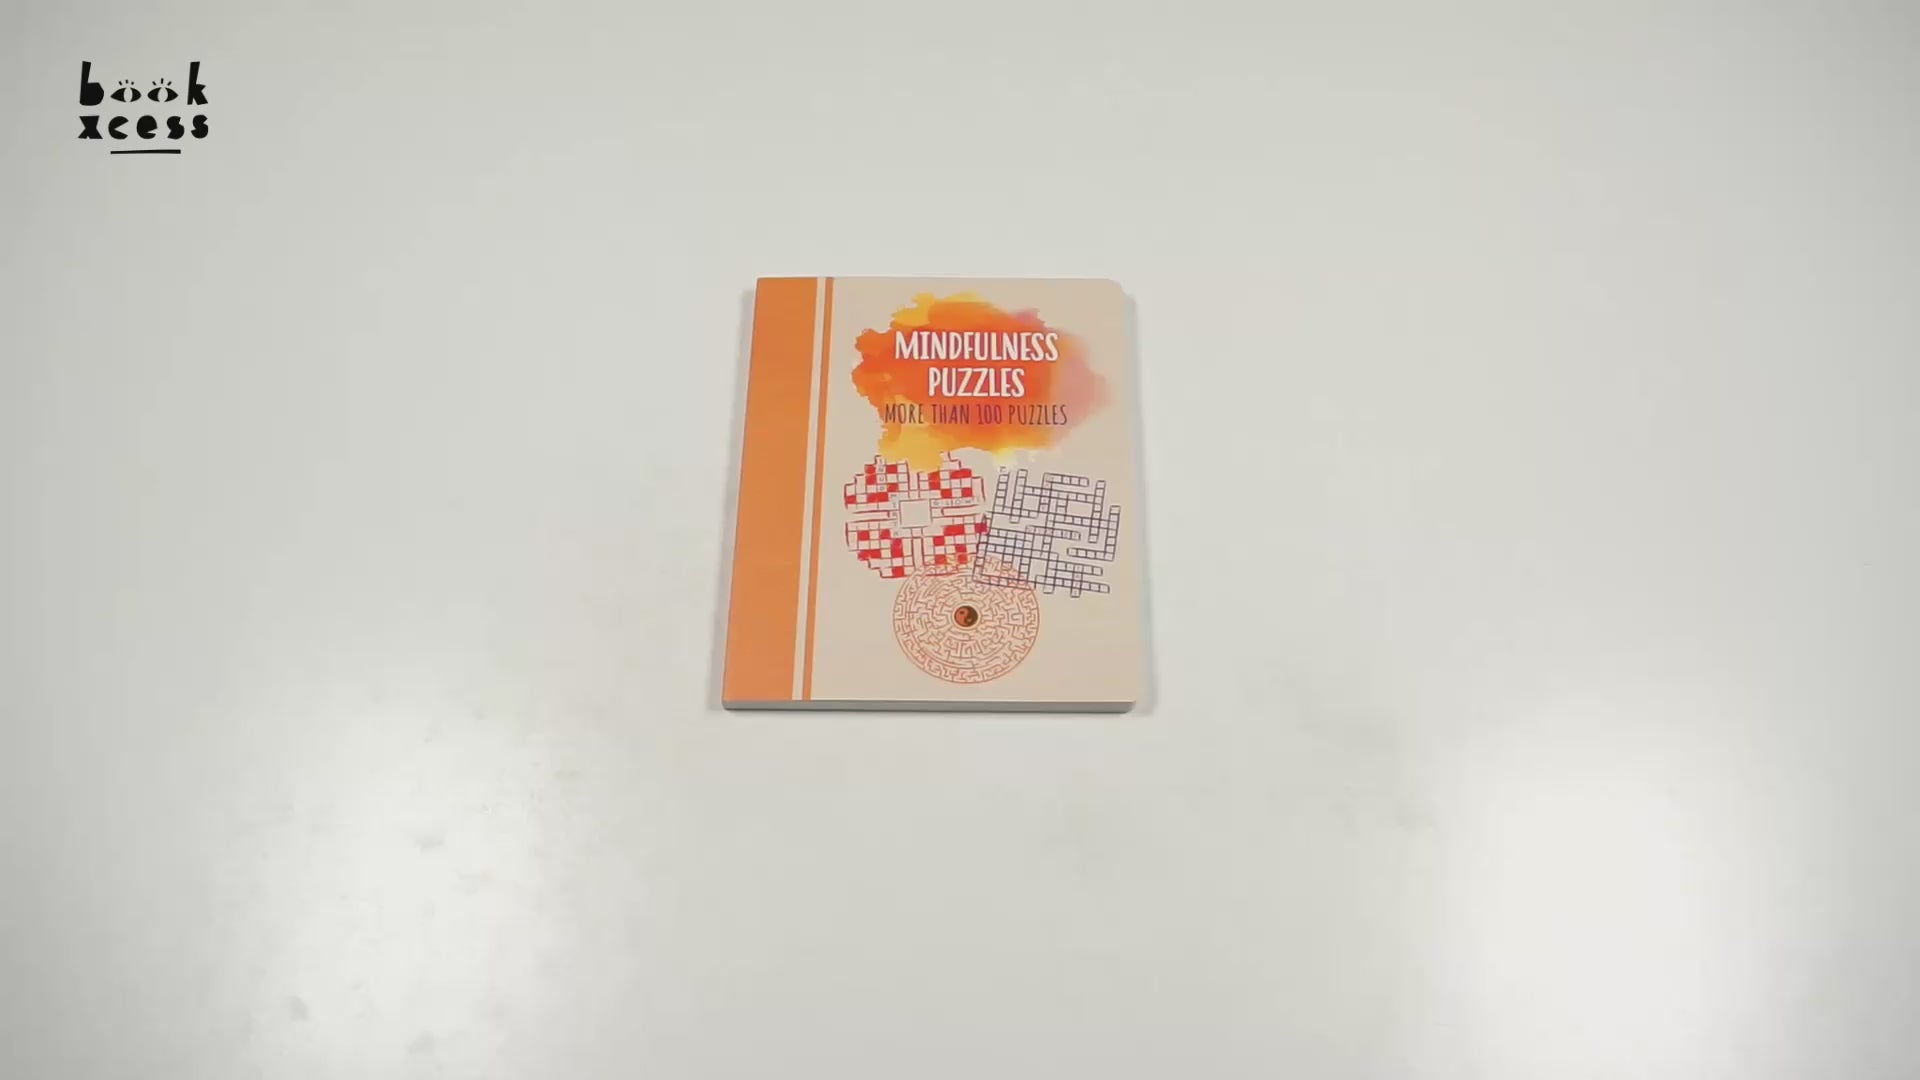 book
xcess
MINDFULNESS
PUZZLES
MORE THAN 100 PUZZLES